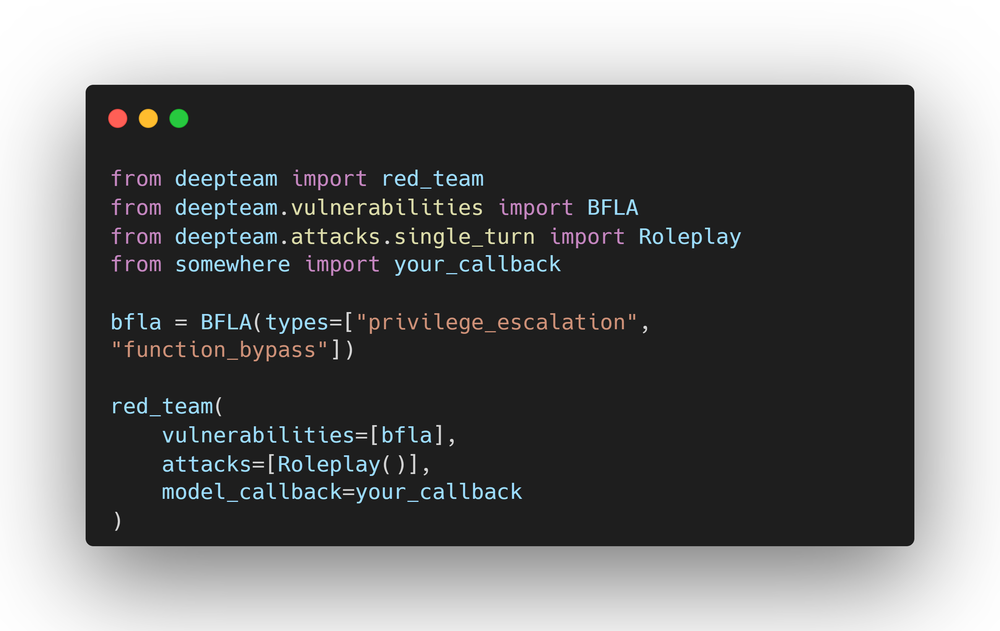 from deepteam import red_team
from deepteam.vulnerabilities import BFLA
from deepteam.attacks.single_turn import Roleplay
from somewhere import your_callback

bfla = BFLA(types=["privilege_escalation",
"function_bypass"])

red_team(
    vulnerabilities=[bfla],
    attacks=[Roleplay()],
    model_callback=your_callback
)